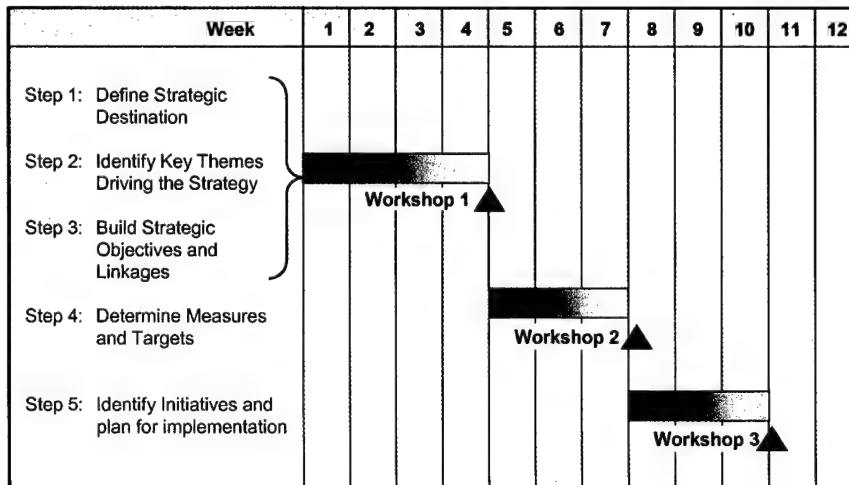 Week 1 2 3 4 5 6 7 8 9 10 11 12
Step 1: Define Strategic
Destination
Step 2: Identify Key Themes
Driving the Strategy
Workshop 1
Step 3: Build Strategic
Objectives and
Linkages
Step 4: Determine Measures
and Targets
Workshop 2
Step 5: Identify Initiatives and
plan for implementation
Workshop 3